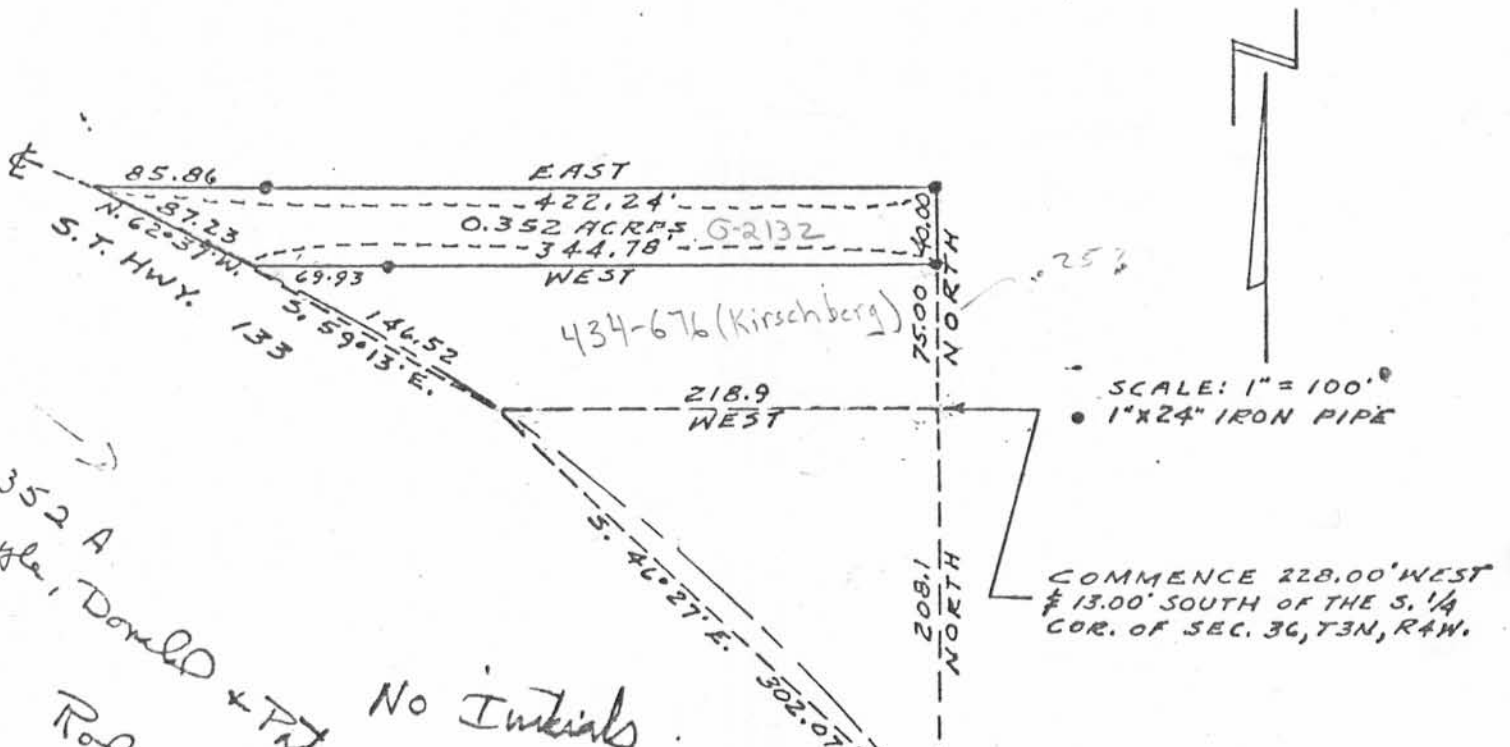 85.86 EAST
422.24'
87.23
N. 62°37' W.
0.352 ACRES G-2132
344.78'
WEST
69.93
S. T. HWY. 133
40.00
NORTH
75.00
146.52
S. 59°13' E.
434-676 (Kirschberg)
218.9
WEST
SCALE: 1" = 100'
1"X24" IRON PIPE
COMMENCE 228.00' WEST
& 13.00' SOUTH OF THE S. 1/4
COR. OF SEC. 36, T3N, R4W.
208.1
NORTH
S. 46°27' E.
302.07
352 A
Donald & Pat
No Initials